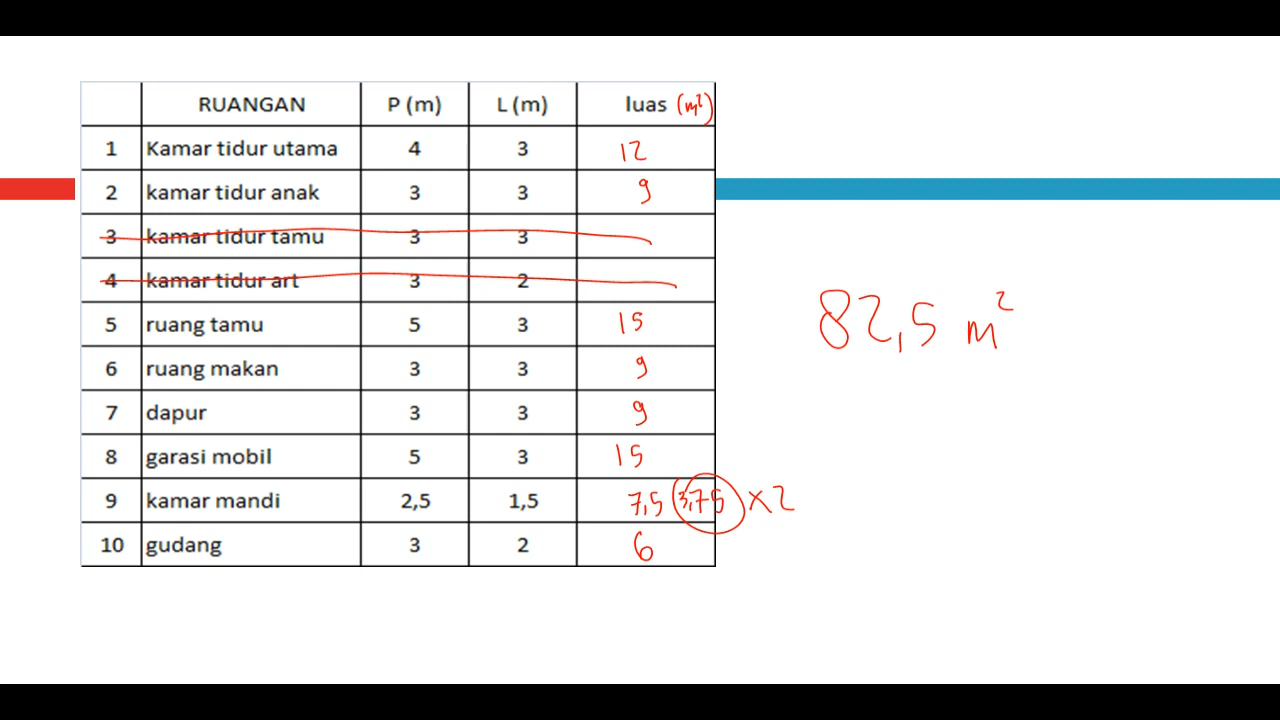 RUANGAN P (m) L (m) luas (m²)
1 Kamar tidur utama 4 3 12
2 kamar tidur anak 3 3 9
3 kamar tidur tamu 3 3
4 kamar tidur art 3 2
5 ruang tamu 5 3 15
6 ruang makan 3 3 9
7 dapur 3 3 9
8 garasi mobil 5 3 15
9 kamar mandi 2,5 1,5 7,5 (3,75 x 2
10 gudang 3 2 6
82,5 m²